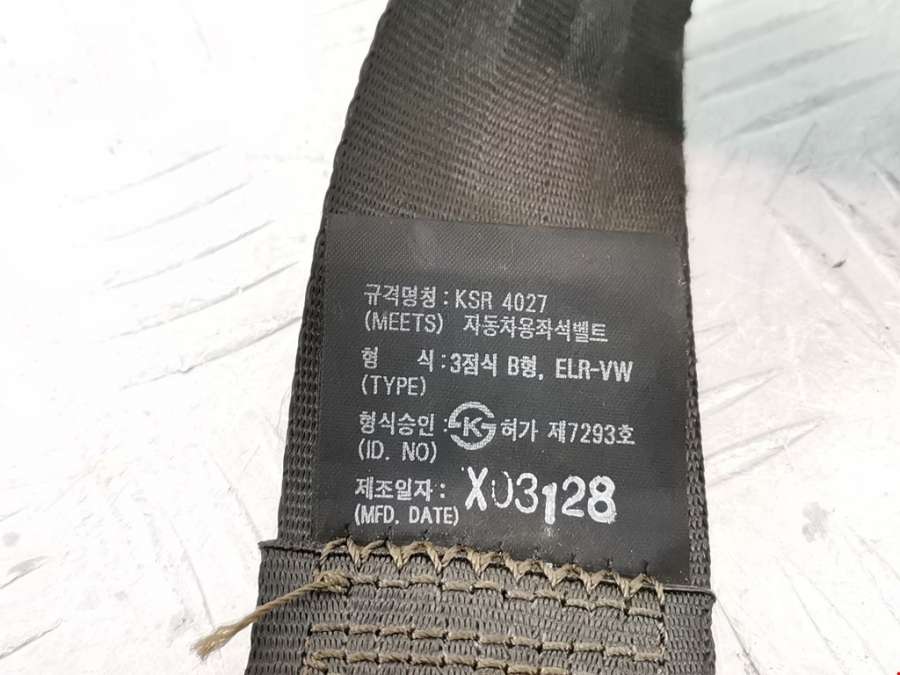 규격명칭 : KSR 4027
(MEETS) 자동차용좌석벨트
형 식 : 3점식 B형, ELR-VW
(TYPE)
형식승인 : K 허가 제7293호
(ID. NO)
제조일자 : X03128
(MFD. DATE)